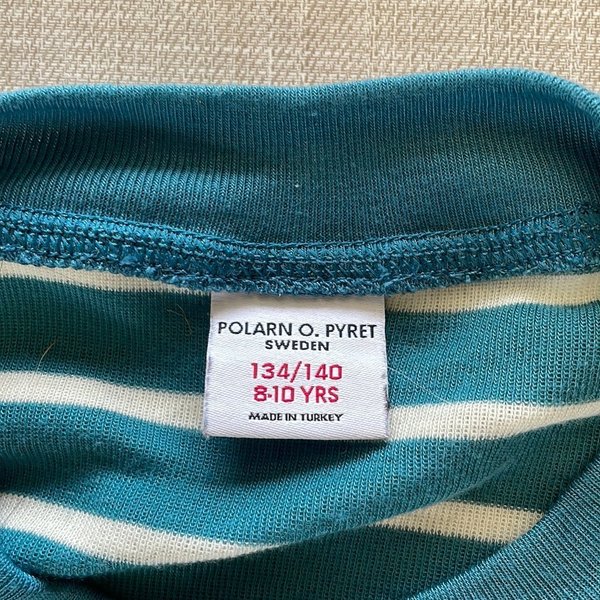 POLARN O. PYRET
SWEDEN
134/140
8-10 YRS
MADE IN TURKEY